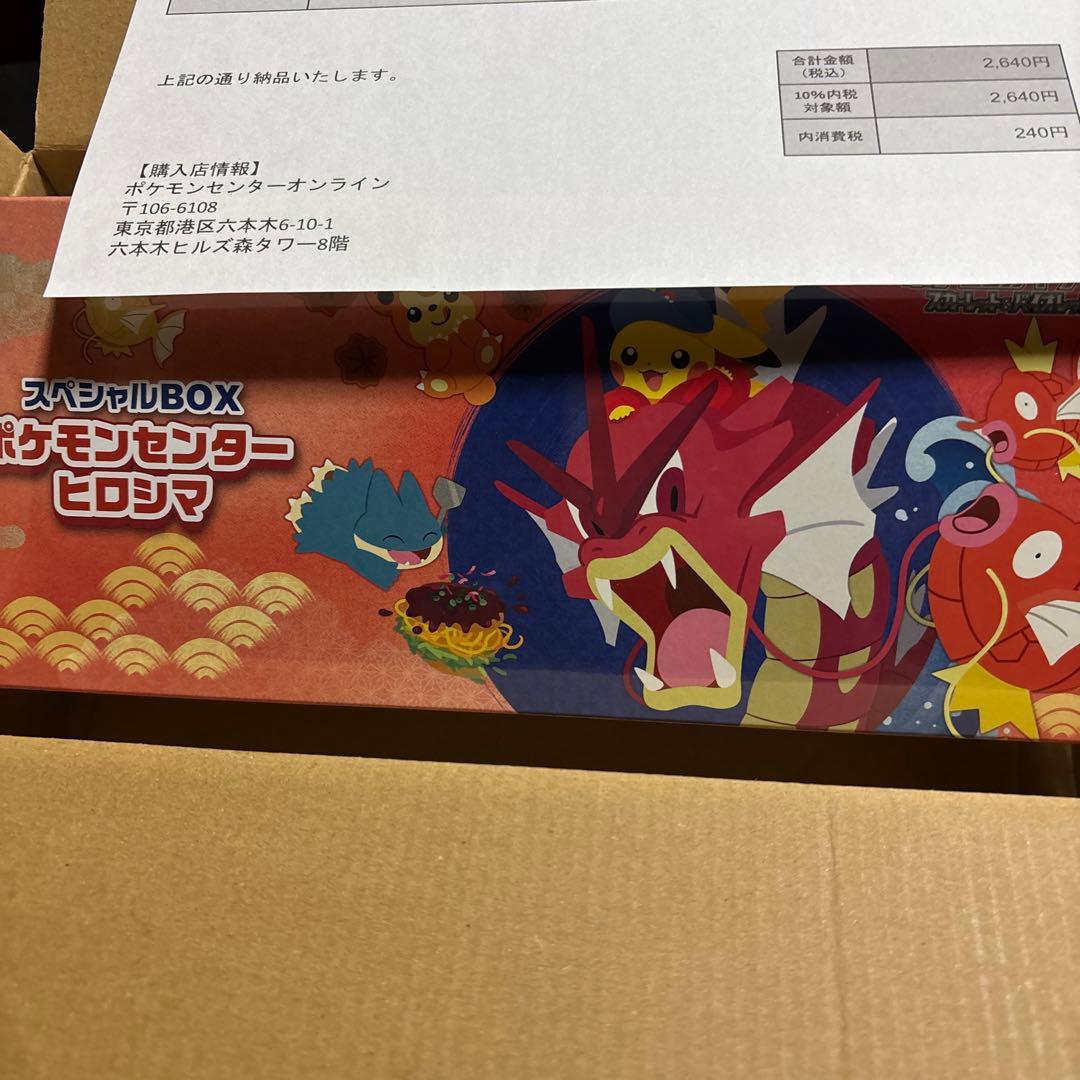 上記の通り納品いたします。
合計金額
（税込）
2,640円
10%内税
対象額
2,640円
内消費税
240円
【購入店情報】
ポケモンセンターオンライン
〒106-6108
東京都港区六本木6-10-1
六本木ヒルズ森タワー8階
スペシャルBOX
ポケモンセンター
ヒロシマ